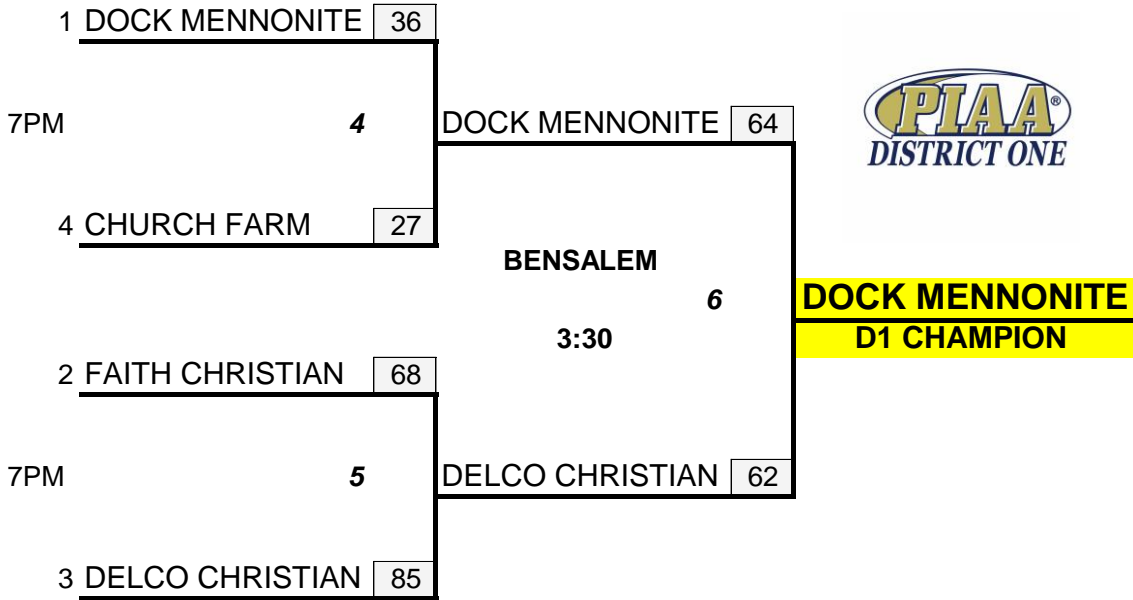 1 DOCK MENNONITE 36
7PM 4 DOCK MENNONITE 64
PIAA®
DISTRICT ONE
4 CHURCH FARM 27
BENSALEM
6 DOCK MENNONITE
3:30 D1 CHAMPION
2 FAITH CHRISTIAN 68
7PM 5 DELCO CHRISTIAN 62
3 DELCO CHRISTIAN 85